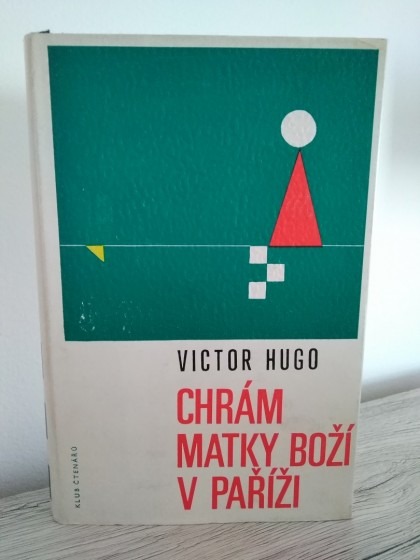 VICTOR HUGO
CHRÁM
MATKY BOŽÍ
V PAŘÍŽI
KLUB ČTENÁŘŮ